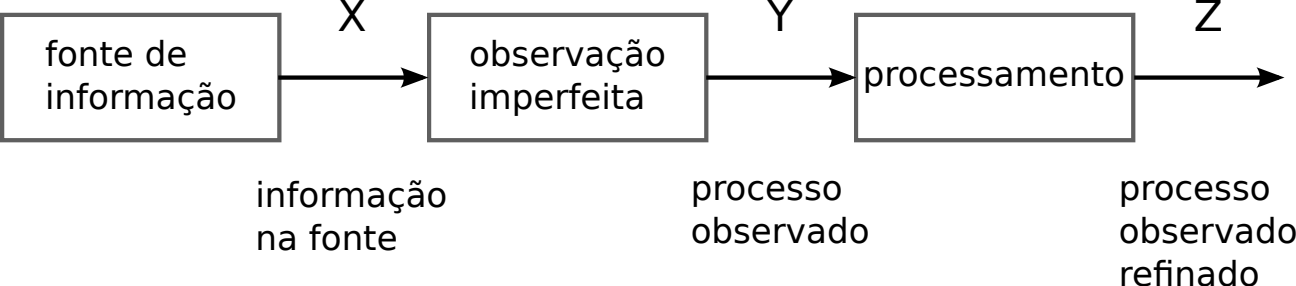 X
Y
Z
fonte de
informação
observação
imperfeita
processamento
informação
na fonte
processo
observado
processo
observado
refinado